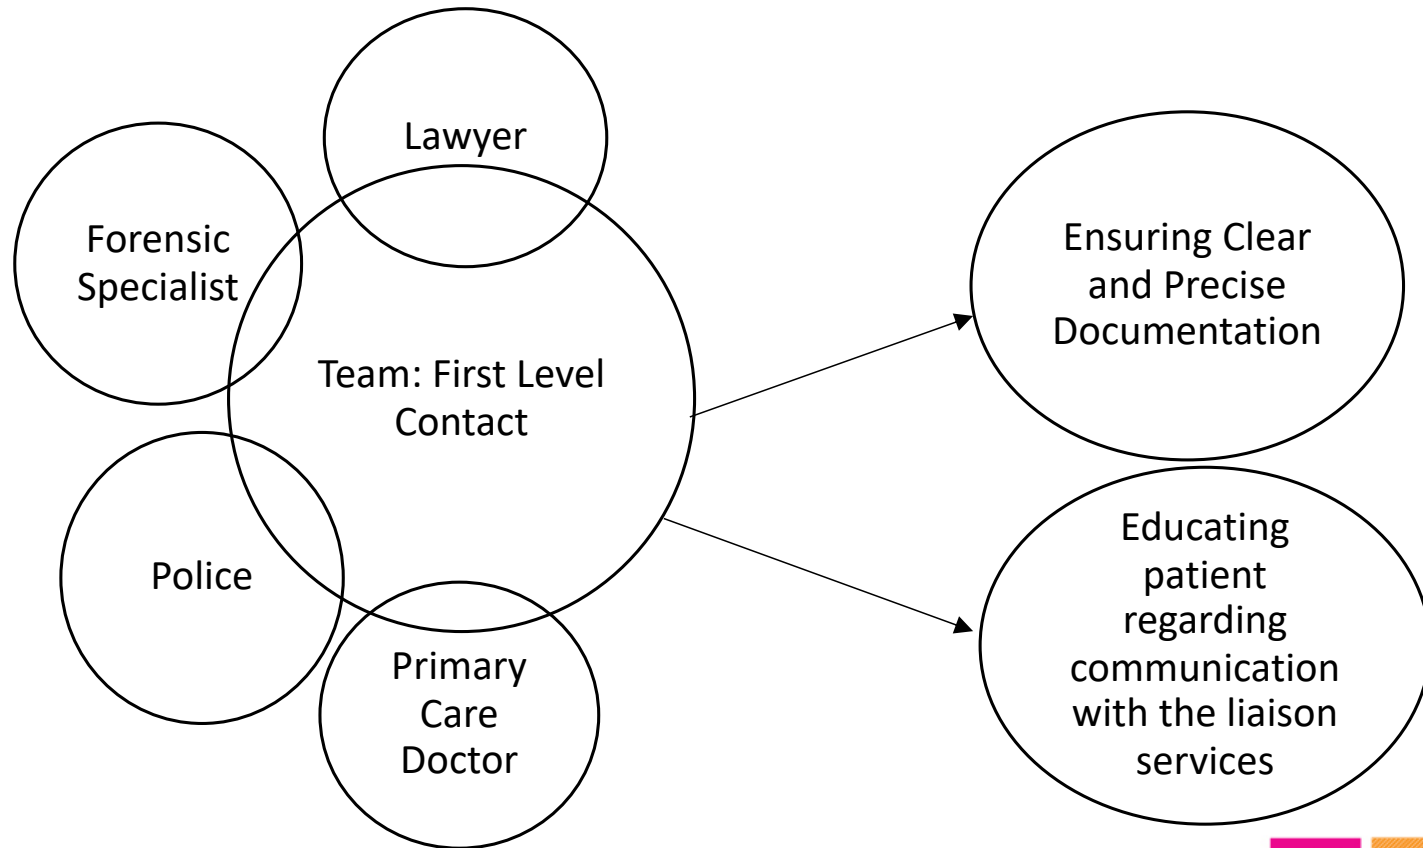 Lawyer
Forensic
Specialist
Team: First Level
Contact
Police
Primary
Care
Doctor
Ensuring Clear
and Precise
Documentation
Educating
patient
regarding
communication
with the liaison
services